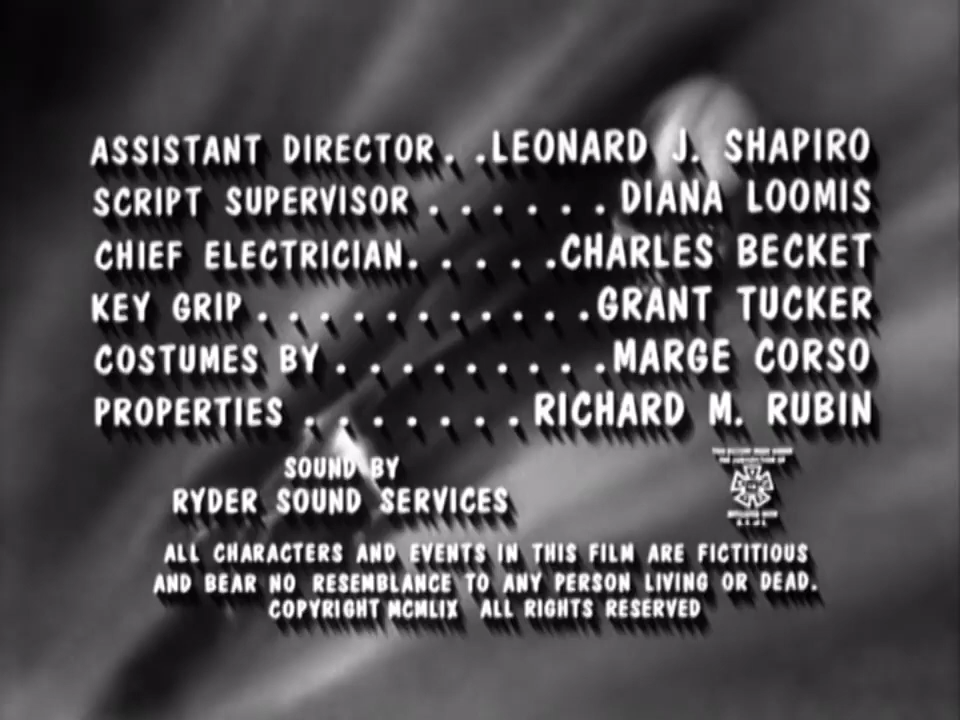 ASSISTANT DIRECTOR. .LEONARD J. SHAPIRO
SCRIPT SUPERVISOR . . . . . . DIANA LOOMIS
CHIEF ELECTRICIAN. . . . .CHARLES BECKET
KEY GRIP . . . . . . . . . . . .GRANT TUCKER
COSTUMES BY . . . . . . . . .MARGE CORSO
PROPERTIES . . . . . . . RICHARD M. RUBIN
SOUND BY
RYDER SOUND SERVICES
ALL CHARACTERS AND EVENTS IN THIS FILM ARE FICTITIOUS
AND BEAR NO RESEMBLANCE TO ANY PERSON LIVING OR DEAD.
COPYRIGHT MCMLIX ALL RIGHTS RESERVED